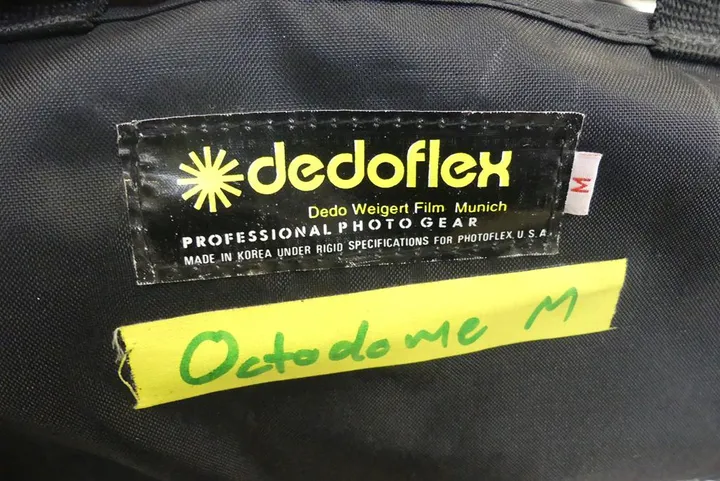 dedoflex
Dedo Weigert Film Munich
PROFESSIONAL PHOTO GEAR
MADE IN KOREA UNDER RIGID SPECIFICATIONS FOR PHOTOFLEX, U.S.A.
M
Octodome M